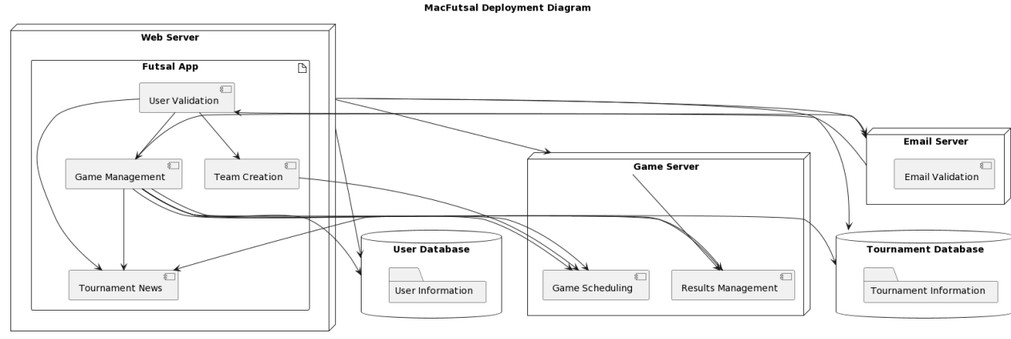 MacFutsal Deployment Diagram
Web Server
Futsal App
User Validation
Email Server
Game Server
Game Management
Team Creation
Email Validation
User Database
Tournament Database
Tournament News
User Information
Game Scheduling
Results Management
Tournament Information